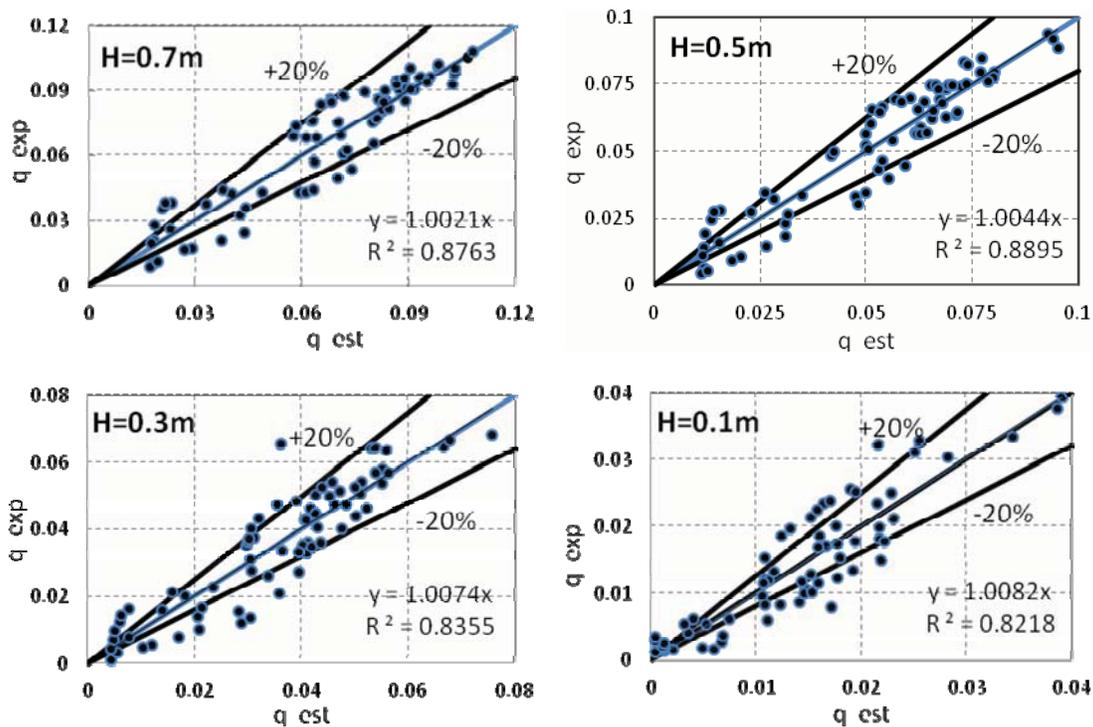 H=0.7m
+20%
-20%
y = 1.0021x
R² = 0.8763
q exp
0.12
0.09
0.06
0.03
0
0 0.03 0.06 0.09 0.12
q est
H=0.5m
+20%
-20%
y = 1.0044x
R² = 0.8895
q exp
0.1
0.075
0.05
0.025
0
0 0.025 0.05 0.075 0.1
q est
H=0.3m
+20%
-20%
y = 1.0074x
R² = 0.8355
q exp
0.08
0.06
0.04
0.02
0
0 0.02 0.04 0.06 0.08
q est
H=0.1m
+20%
-20%
y = 1.0082x
R² = 0.8218
q exp
0.04
0.03
0.02
0.01
0
0 0.01 0.02 0.03 0.04
q est